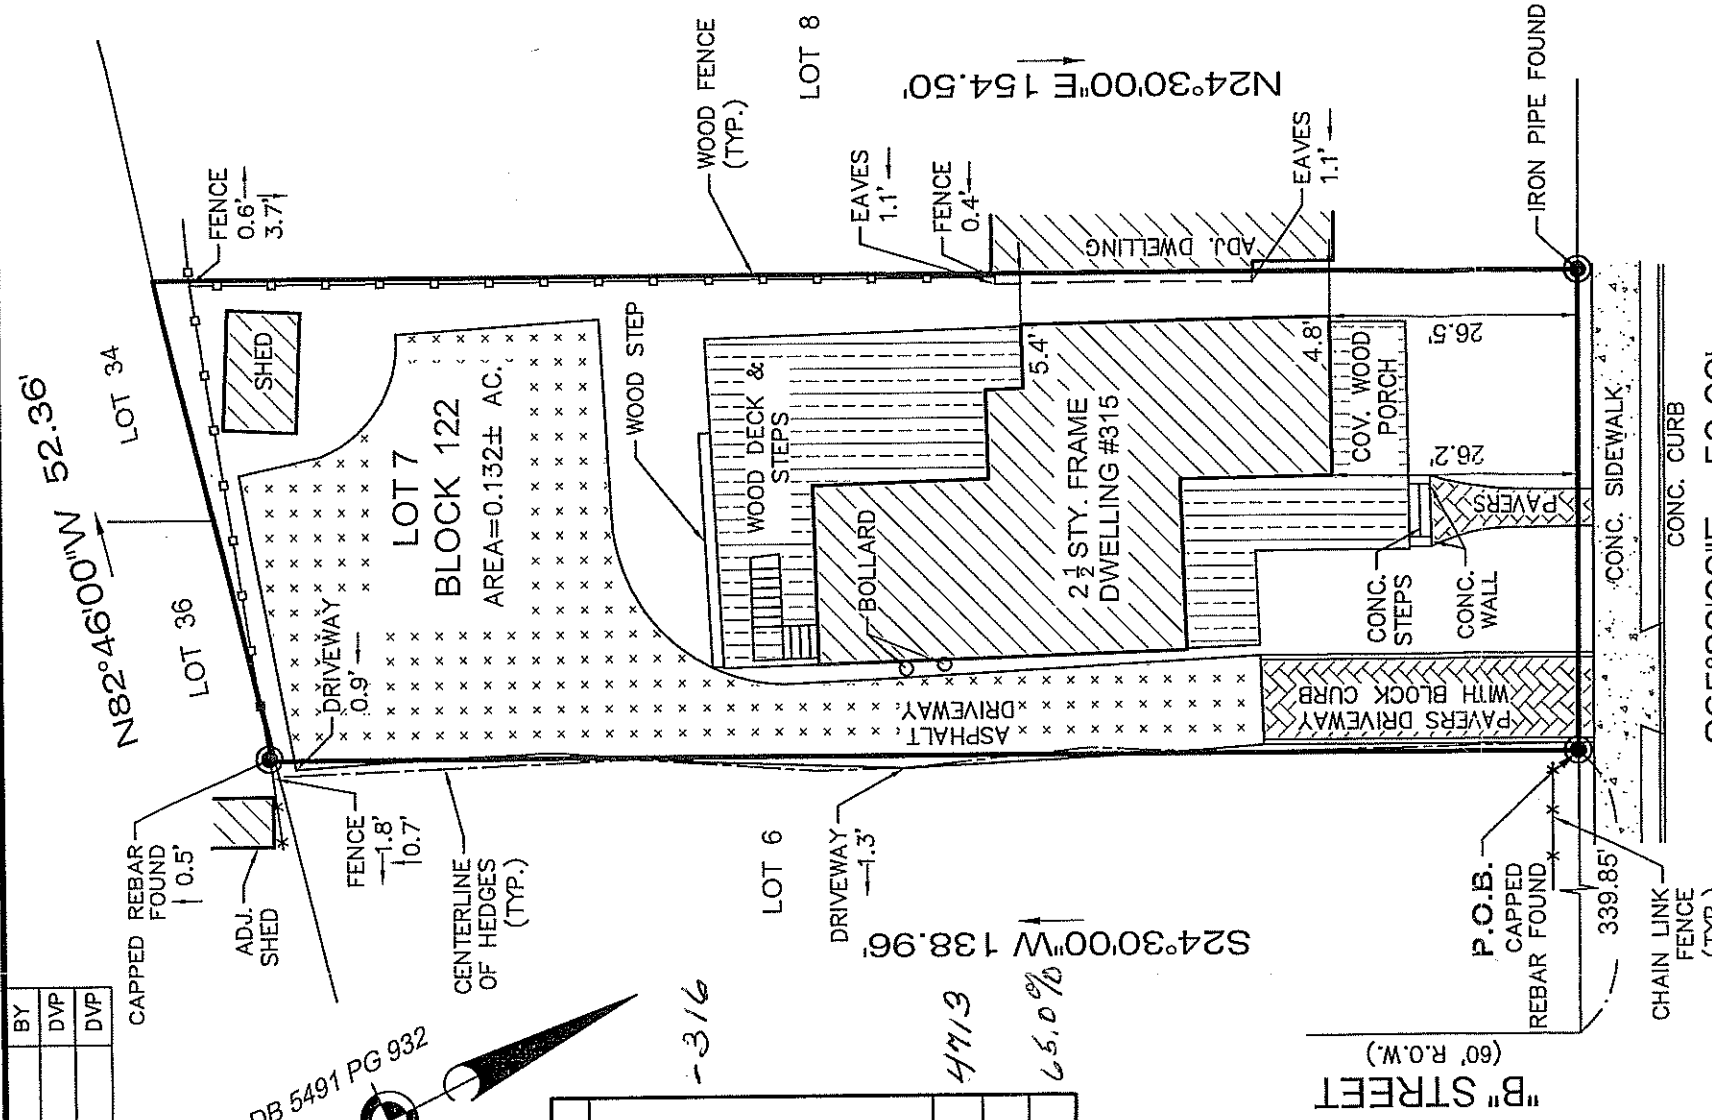 BY
DVP
DVP
N82°46'00"W 52.36'
LOT 34
LOT 36
LOT 8
FENCE
0.6'
3.7'
WOOD FENCE
(TYP.)
N24°30'00"E 154.50'
EAVES
1.1'
FENCE
0.4'
EAVES
1.1'
ADJ. DWELLING
IRON PIPE FOUND
SHED
LOT 7
BLOCK 122
AREA=0.132± AC.
WOOD STEP
WOOD DECK &
STEPS
BOLLARD
5.4'
54.8'
2 1/2 STY. FRAME
DWELLING #315
COV. WOOD
PORCH
26.5'
26.2'
PAVERS
CONC.
STEPS
CONC.
WALL
CONC. SIDEWALK
CONC. CURB
DRIVEWAY
0.9'
ASPHALT
DRIVEWAY
PAVERS DRIVEWAY
WITH BLOCK CURB
CAPPED REBAR
FOUND
0.5'
ADJ.
SHED
FENCE
1.8'
0.7'
CENTERLINE
OF HEDGES
(TYP.)
LOT 6
DRIVEWAY
1.3'
S24°30'00"W 138.96'
P.O.B.
CAPPED
REBAR FOUND
339.85'
CHAIN LINK
FENCE
(TYP.)
"B" STREET
(60' R.O.W.)
DB 5491 PG 932
-316
4713
65.0%